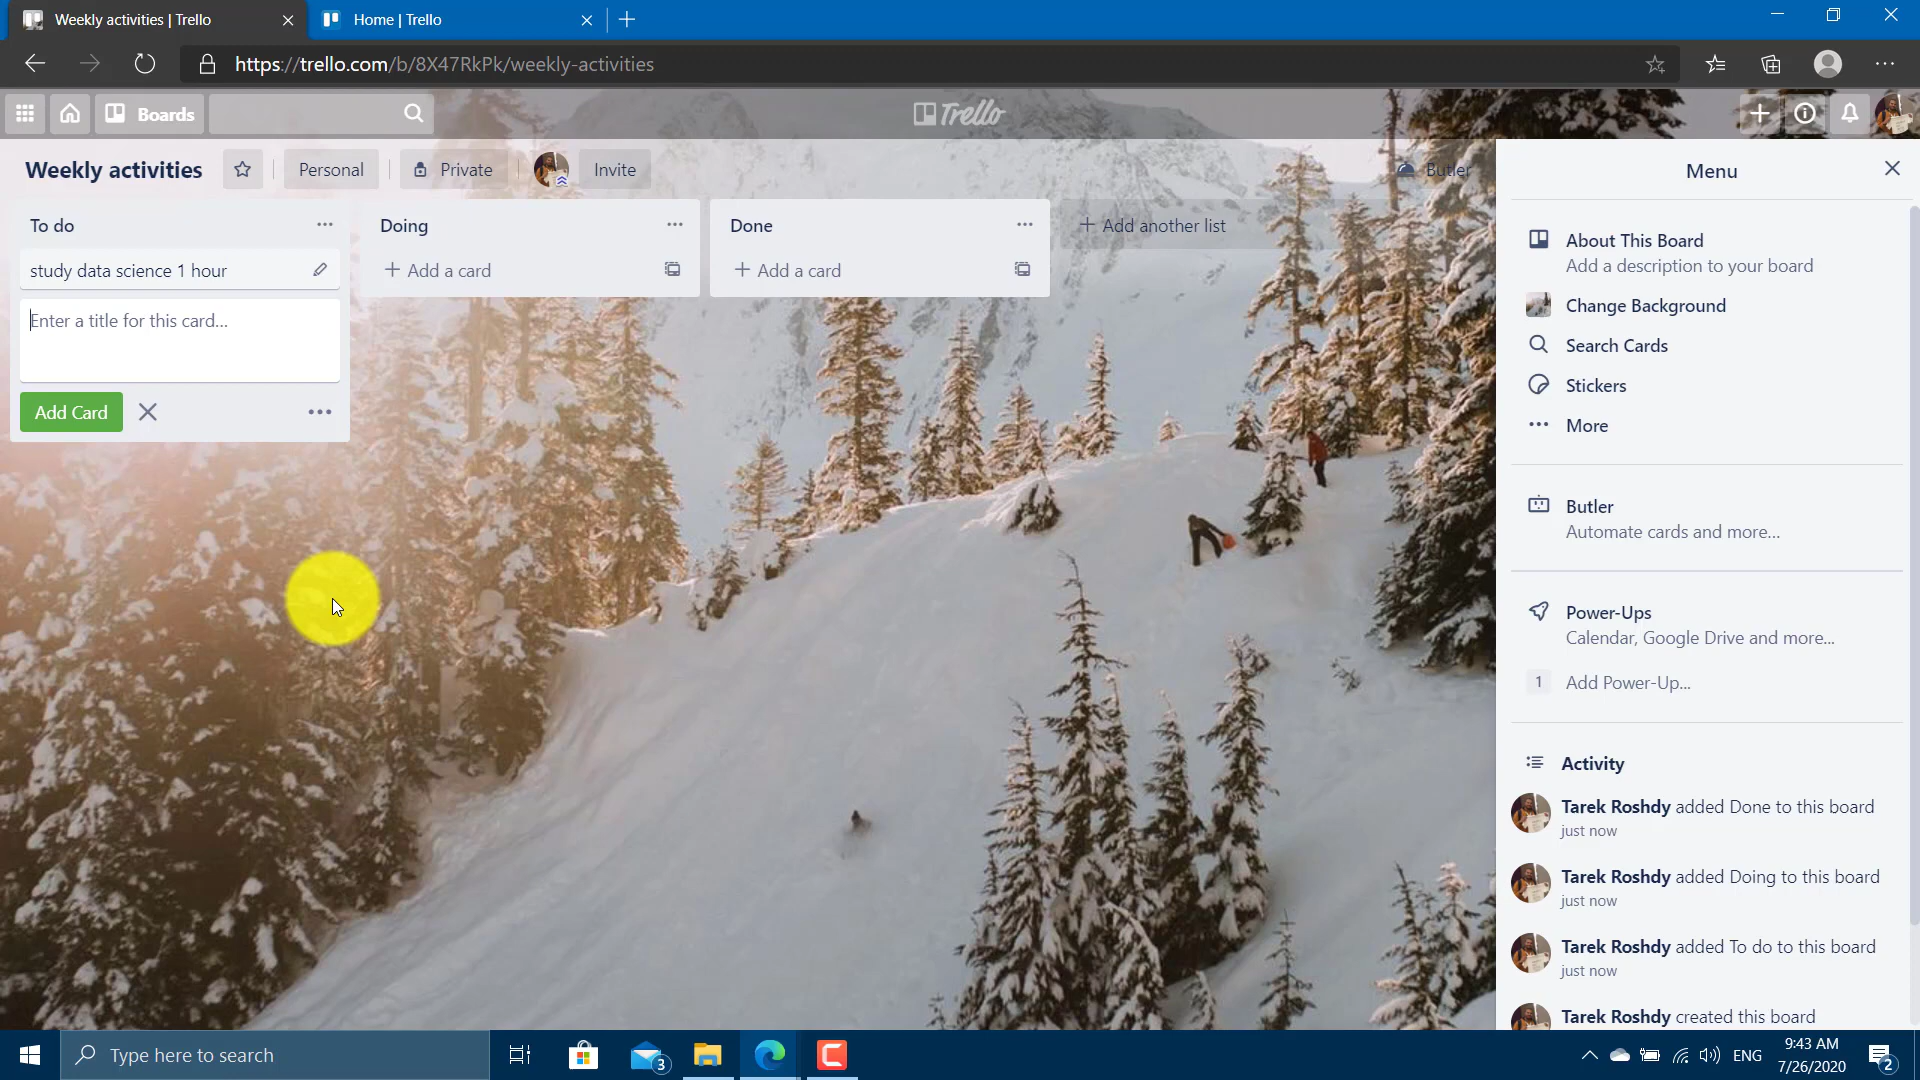 Weekly activities | Trello
Home | Trello
https://trello.com/b/8X47RkPk/weekly-activities
Boards
Trello
Weekly activities
Personal
Private
Invite
Butler
Menu
To do
Doing
Done
Add another list
study data science 1 hour
Add a card
Add a card
Enter a title for this card...
Add Card
About This Board
Add a description to your board
Change Background
Search Cards
Stickers
More
Butler
Automate cards and more...
Power-Ups
Calendar, Google Drive and more...
1
Add Power-Up...
Activity
Tarek Roshdy added Done to this board
just now
Tarek Roshdy added Doing to this board
just now
Tarek Roshdy added To do to this board
just now
Tarek Roshdy created this board
Type here to search
3
ENG
9:43 AM
7/26/2020
2